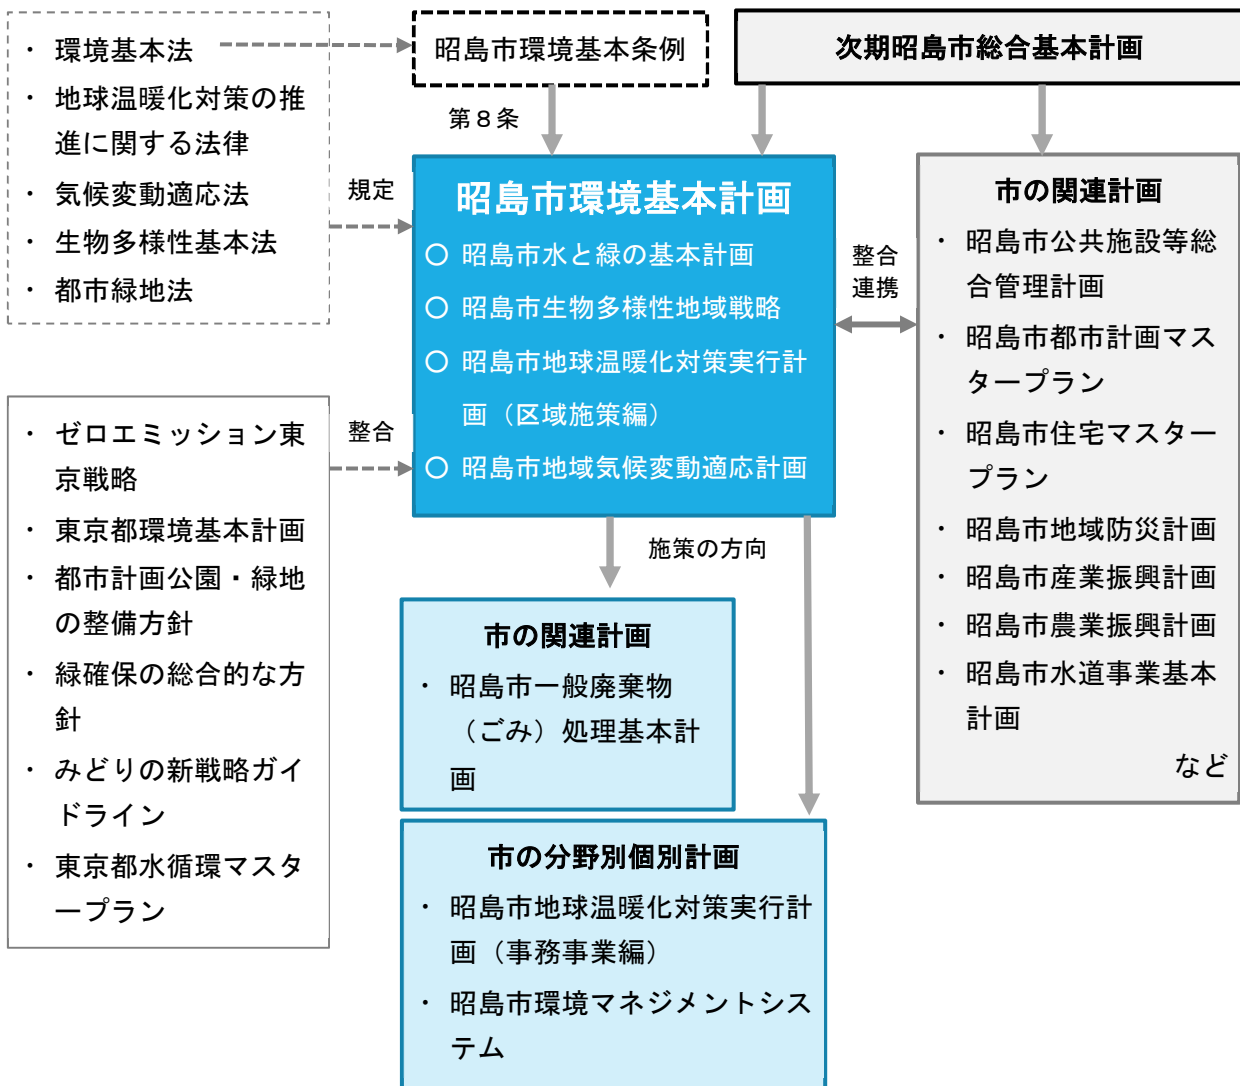 ・ 環境基本法
・ 地球温暖化対策の推
進に関する法律
・ 気候変動適応法
・ 生物多様性基本法
・ 都市緑地法
昭島市環境基本条例
次期昭島市総合基本計画
第８条
規定
昭島市環境基本計画
○ 昭島市水と緑の基本計画
○ 昭島市生物多様性地域戦略
○ 昭島市地球温暖化対策実行計
画（区域施策編）
○ 昭島市地域気候変動適応計画
整合
連携
市の関連計画
・ 昭島市公共施設等総
合管理計画
・ 昭島市都市計画マス
タープラン
・ 昭島市住宅マスター
プラン
・ 昭島市地域防災計画
・ 昭島市産業振興計画
・ 昭島市農業振興計画
・ 昭島市水道事業基本
計画
など
・ ゼロエミッション東
京戦略
・ 東京都環境基本計画
・ 都市計画公園・緑地
の整備方針
・ 緑確保の総合的な方
針
・ みどりの新戦略ガイ
ドライン
・ 東京都水循環マスタ
ープラン
整合
施策の方向
市の関連計画
・ 昭島市一般廃棄物
（ごみ）処理基本計
画
市の分野別個別計画
・ 昭島市地球温暖化対策実行計
画（事務事業編）
・ 昭島市環境マネジメントシス
テム